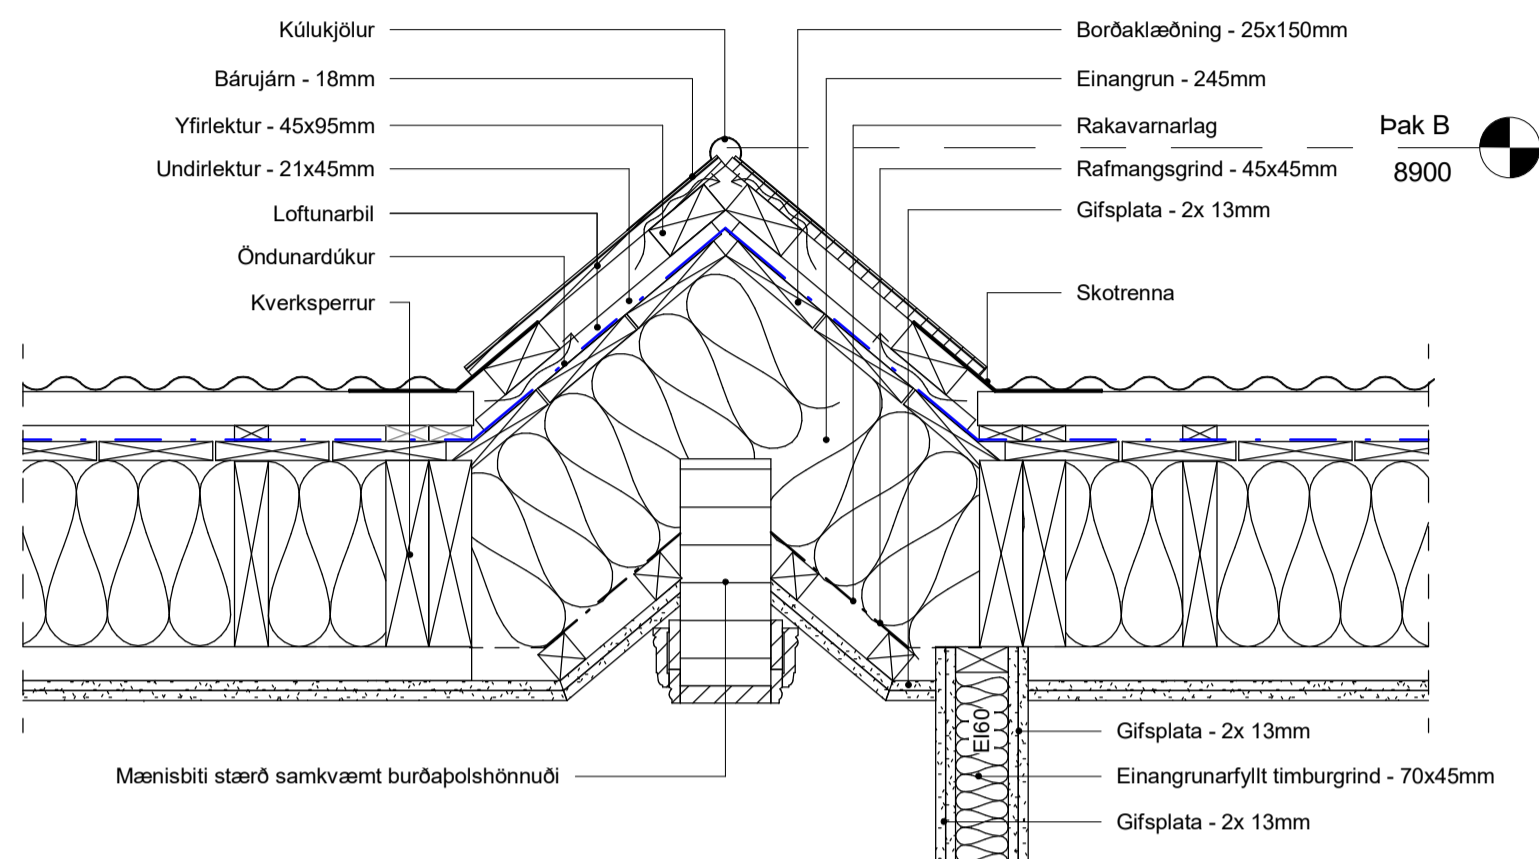 Kúlukjölur
Bárujárn - 18mm
Yfirlektur - 45x95mm
Undirlektur - 21x45mm
Loftunarbil
Öndunardúkur
Kverksperrur
Borðaklæðning - 25x150mm
Einangrun - 245mm
Rakavarnarlag
Rafmangsgrind - 45x45mm
Gifsplata - 2x 13mm
Skotrenna
Þak B
8900
Mænisbiti stærð samkvæmt burðaþolshönnuði
EI60
Gifsplata - 2x 13mm
Einangrunarfyllt timburgrind - 70x45mm
Gifsplata - 2x 13mm